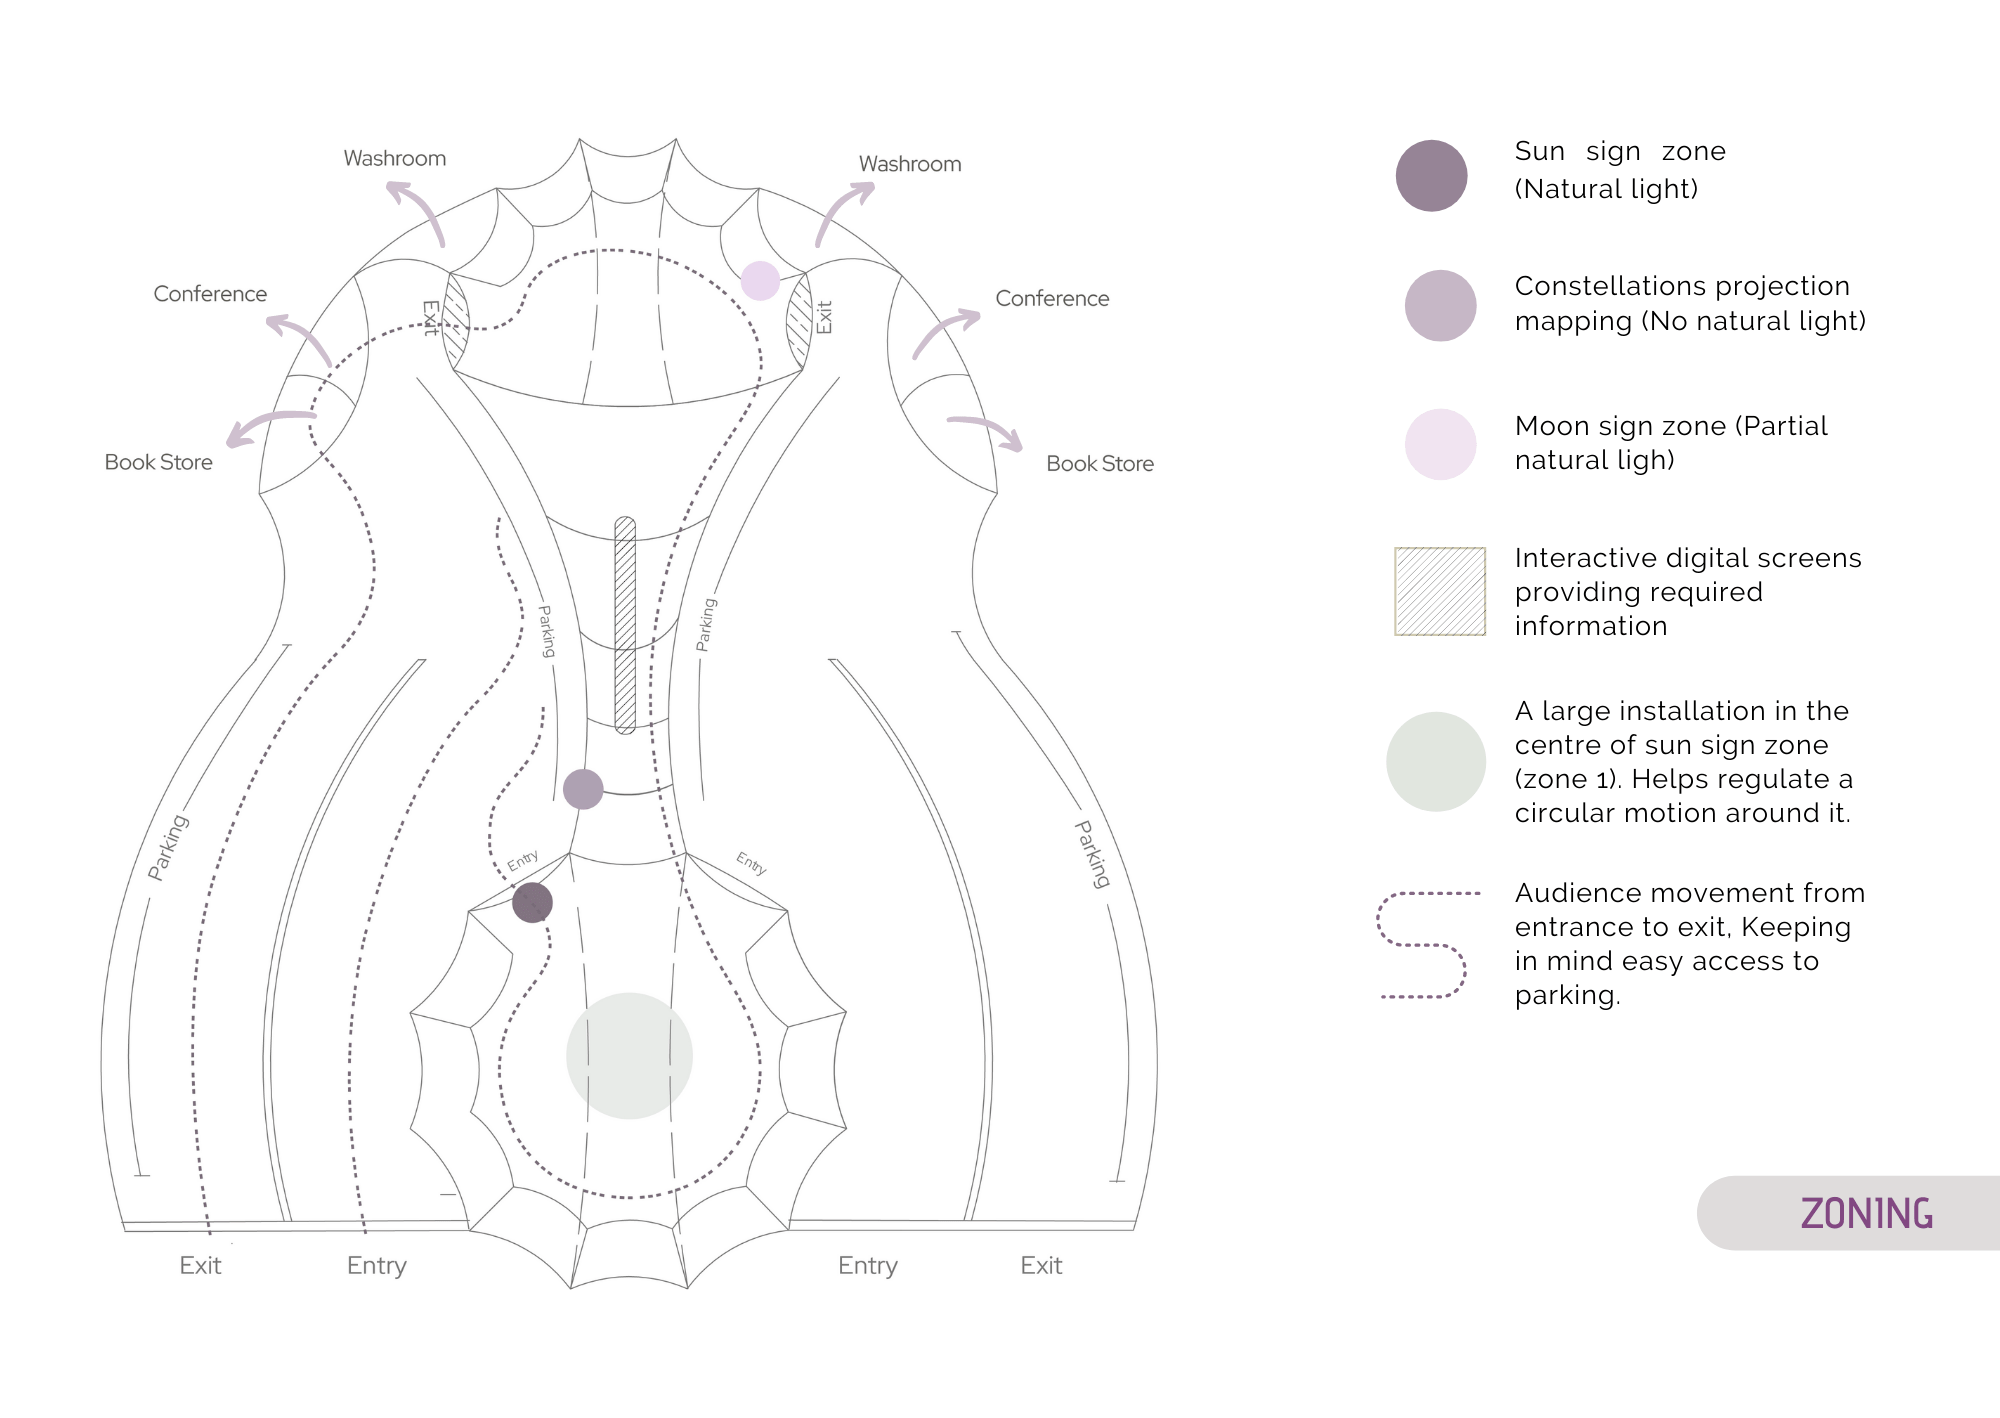 Washroom
Washroom
Conference
Conference
Exit
Exit
Book Store
Book Store
Parking
Parking
Parking
Parking
Entry
Entry
Exit
Entry
Entry
Exit
Sun sign zone
(Natural light)
Constellations projection
mapping (No natural light)
Moon sign zone (Partial
natural ligh)
Interactive digital screens
providing required
information
A large installation in the
centre of sun sign zone
(zone 1). Helps regulate a
circular motion around it.
Audience movement from
entrance to exit, Keeping
in mind easy access to
parking.
ZONING